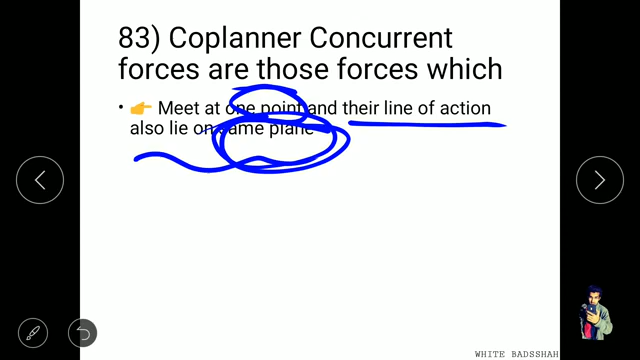 83) Coplanner Concurrent
forces are those forces which
• 👉 Meet at one point and their line of action
also lie on same plane
WHITE BADSSHAH